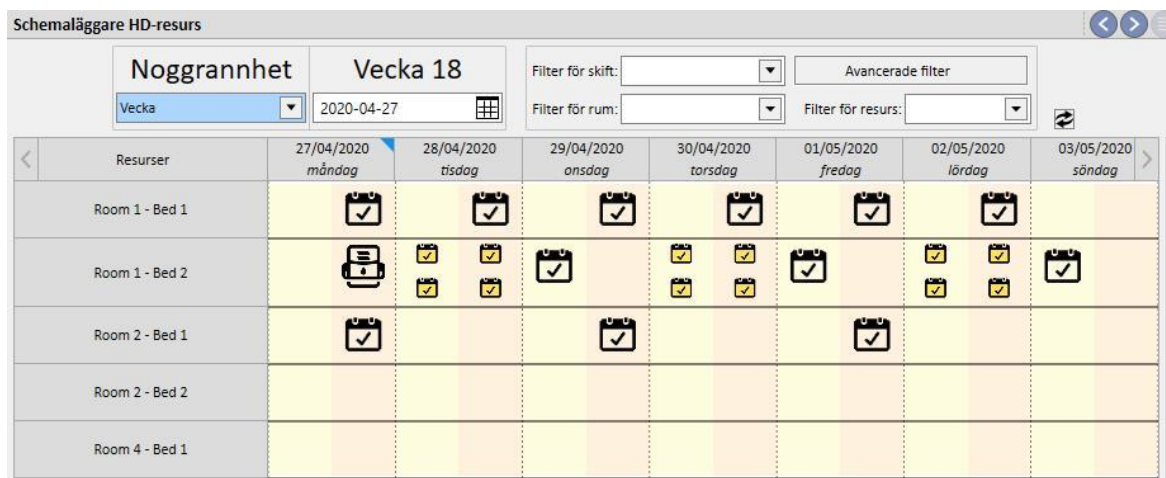 Schemaläggare HD-resurs
Noggrannhet
Vecka 18
Vecka
2020-04-27
Filter för skift:
Avancerade filter
Filter för rum:
Filter för resurs:
Resurser
27/04/2020
måndag
28/04/2020
tisdag
29/04/2020
onsdag
30/04/2020
torsdag
01/05/2020
fredag
02/05/2020
lördag
03/05/2020
söndag
Room 1 - Bed 1
Room 1 - Bed 2
Room 2 - Bed 1
Room 2 - Bed 2
Room 4 - Bed 1